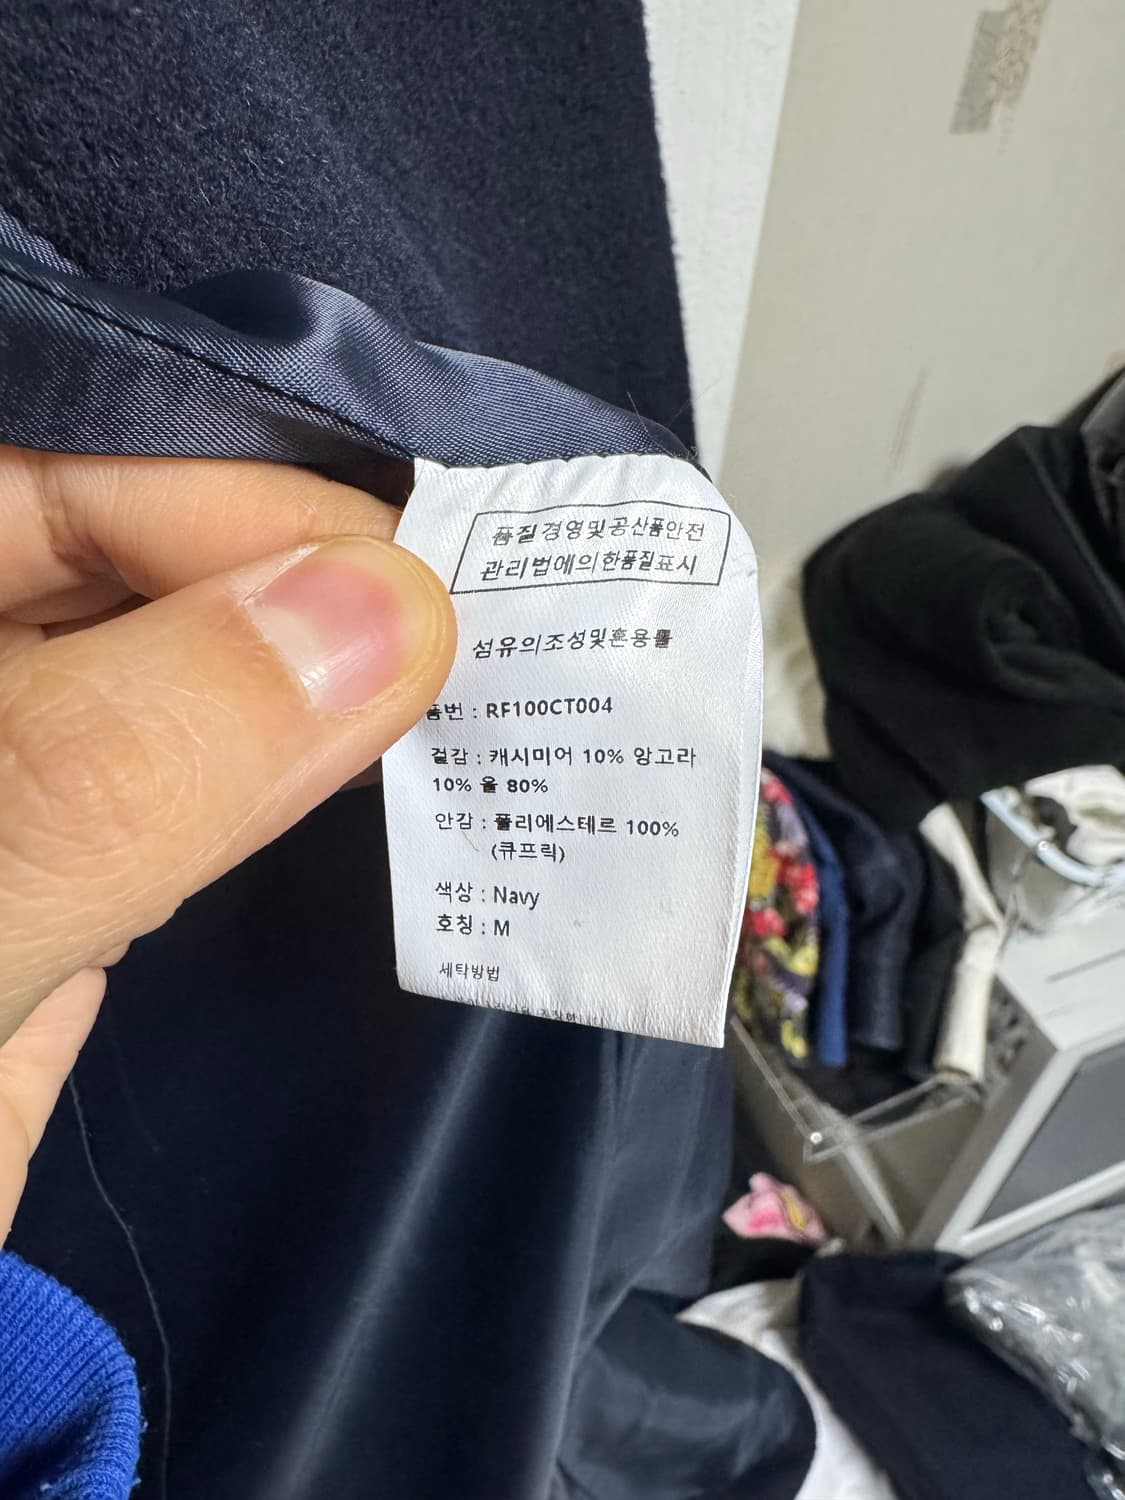 품질경영및공산품안전
관리법에의한품질표시
섬유의조성및혼용률
품번 : RF100CT004
겉감 : 캐시미어 10% 앙고라
10% 울 80%
안감 : 폴리에스테르 100%
(큐프릭)
색상 : Navy
호칭 : M
세탁방법